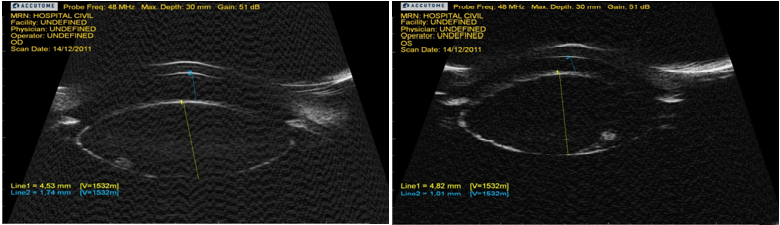 ACCUTOME Probe Freq: 48 MHz Max. Depth: 30 mm Gain: 51 dB
MRN: HOSPITAL CIVIL
Facility: UNDEFINED
Physician: UNDEFINED
Operator: UNDEFINED
OD
Scan Date: 14/12/2011
Line1 = 4,53 mm [V=1532m]
Line2 = 1,74 mm [V=1532m]
ACCUTOME Probe Freq: 48 MHz Max. Depth: 30 mm Gain: 51 dB
MRN: HOSPITAL CIVIL
Facility: UNDEFINED
Physician: UNDEFINED
Operator: UNDEFINED
OS
Scan Date: 14/12/2011
Line1 = 4,82 mm [V=1532m]
Line2 = 1,01 mm [V=1532m]